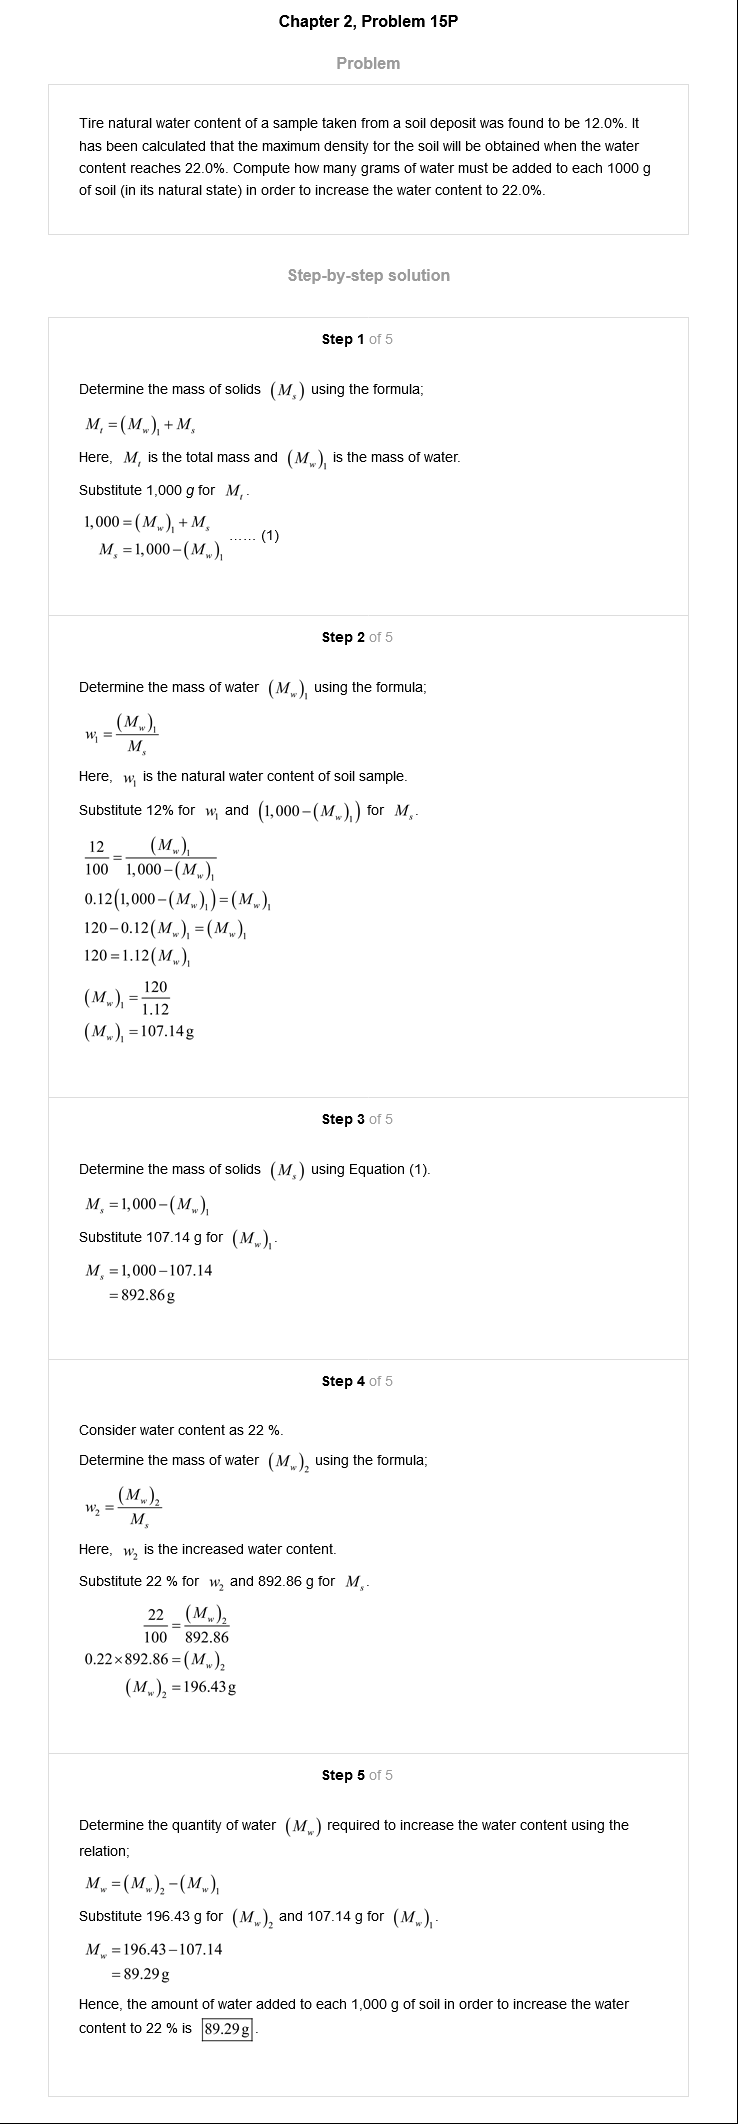 Chapter 2, Problem 15P
Problem
Tire natural water content of a sample taken from a soil deposit was found to be 12.0%. It
has been calculated that the maximum density tor the soil will be obtained when the water
content reaches 22.0%. Compute how many grams of water must be added to each 1000 g
of soil (in its natural state) in order to increase the water content to 22.0%.
Step-by-step solution
Step 1 of 5
Determine the mass of solids (M_s) using the formula;
M_t = (M_w)_1 + M_s
Here, M_t is the total mass and (M_w)_1 is the mass of water.
Substitute 1,000 g for M_t.
1,000 = (M_w)_1 + M_s
M_s = 1,000 − (M_w)_1 ...... (1)
Step 2 of 5
Determine the mass of water (M_w)_1 using the formula;
w_1 = (M_w)_1 / M_s
Here, w_1 is the natural water content of soil sample.
Substitute 12% for w_1 and (1,000 − (M_w)_1) for M_s.
12/100 = (M_w)_1 / 1,000 − (M_w)_1
0.12(1,000 − (M_w)_1) = (M_w)_1
120 − 0.12(M_w)_1 = (M_w)_1
120 = 1.12(M_w)_1
(M_w)_1 = 120/1.12
(M_w)_1 = 107.14 g
Step 3 of 5
Determine the mass of solids (M_s) using Equation (1).
M_s = 1,000 − (M_w)_1
Substitute 107.14 g for (M_w)_1.
M_s = 1,000 − 107.14
= 892.86 g
Step 4 of 5
Consider water content as 22 %.
Determine the mass of water (M_w)_2 using the formula;
w_2 = (M_w)_2 / M_s
Here, w_2 is the increased water content.
Substitute 22 % for w_2 and 892.86 g for M_s.
22/100 = (M_w)_2 / 892.86
0.22 × 892.86 = (M_w)_2
(M_w)_2 = 196.43 g
Step 5 of 5
Determine the quantity of water (M_w) required to increase the water content using the
relation;
M_w = (M_w)_2 − (M_w)_1
Substitute 196.43 g for (M_w)_2 and 107.14 g for (M_w)_1.
M_w = 196.43 − 107.14
= 89.29 g
Hence, the amount of water added to each 1,000 g of soil in order to increase the water
content to 22 % is 89.29 g.